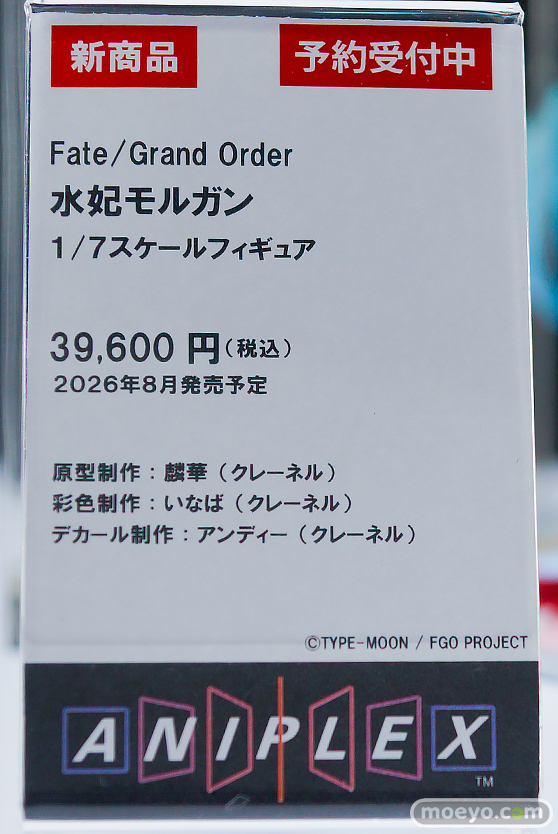 新商品 予約受付中
Fate/Grand Order
水妃モルガン
1/7スケールフィギュア
39,600 円(税込)
2026年8月発売予定
原型制作：麟華（クレーネル）
彩色制作：いなば（クレーネル）
デカール制作：アンディー（クレーネル）
©TYPE-MOON / FGO PROJECT
ANIPLEX
TM
moeyo.com